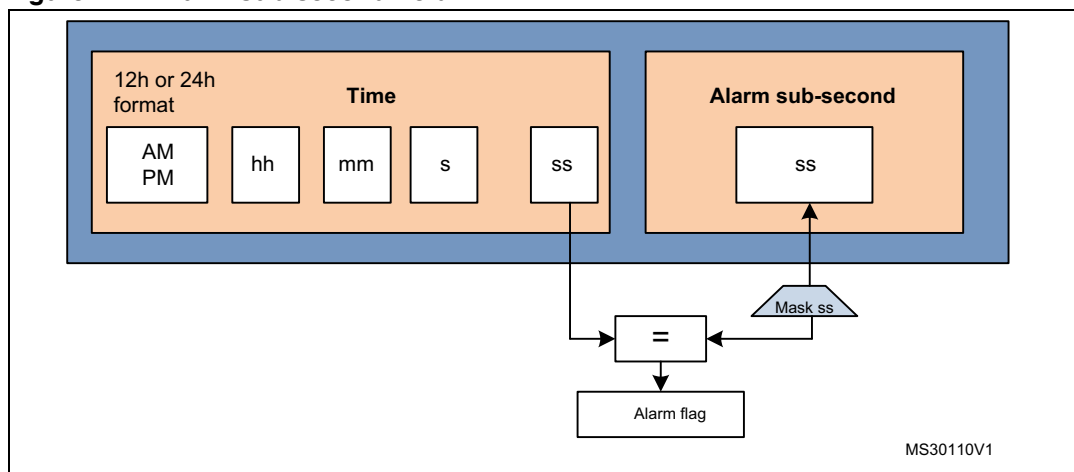 12h or 24h
format
Time
Alarm sub-second
AM
PM
hh
mm
s
ss
ss
Mask ss
=
Alarm flag
MS30110V1